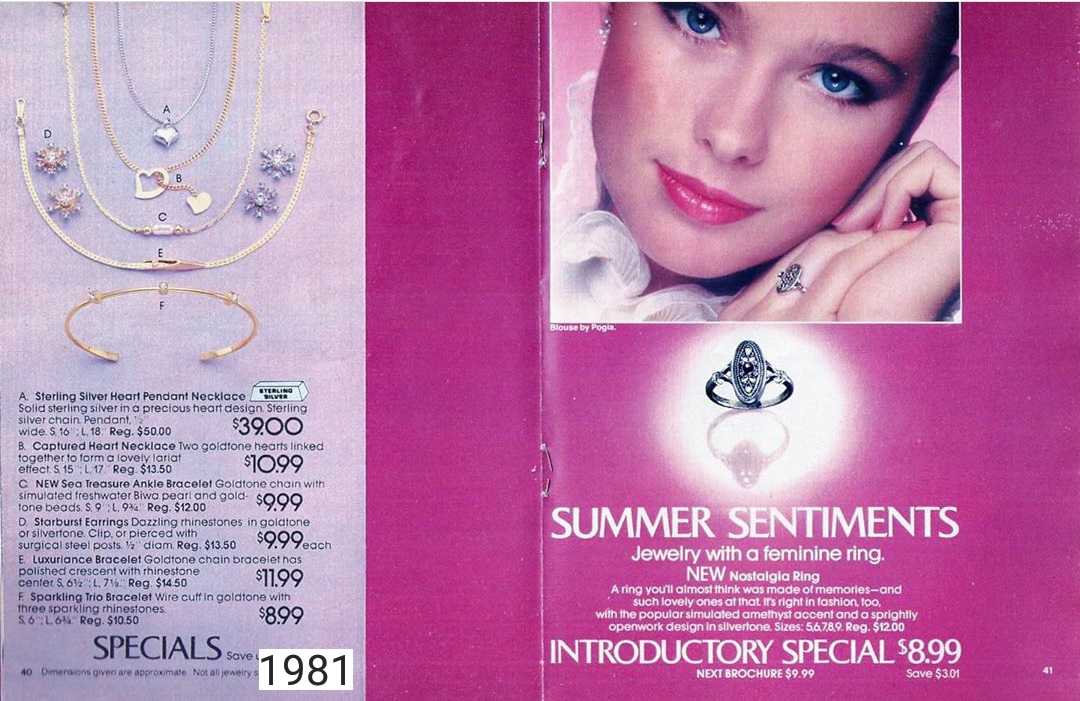 A
D
B
C
E
F
A. Sterling Silver Heart Pendant Necklace
STERLING
SILVER
Solid sterling silver in a precious heart design. Sterling
silver chain. Pendant, ½"
wide. S, 16"; L, 18." Reg. $50.00
$39.00
B. Captured Heart Necklace Two goldtone hearts linked
together to form a lovely lariat
effect. S, 15"; L, 17." Reg. $13.50
$10.99
C. NEW Sea Treasure Ankle Bracelet Goldtone chain with
simulated freshwater Biwa pearl and gold-
tone beads. S, 9"; L, 9¾." Reg. $12.00
$9.99
D. Starburst Earrings Dazzling rhinestones in goldtone
or silvertone. Clip, or pierced with
surgical steel posts. ½" diam. Reg. $13.50
$9.99 each
E. Luxuriance Bracelet Goldtone chain bracelet has
polished crescent with rhinestone
center. S, 6½"; L, 7⅛." Reg. $14.50
$11.99
F. Sparkling Trio Bracelet Wire cuff in goldtone with
three sparkling rhinestones.
S, 6"; L, 6¾." Reg. $10.50
$8.99
SPECIALS Save
40 Dimensions given are approximate. Not all jewelry
1981
Blouse by Pogia.
SUMMER SENTIMENTS
Jewelry with a feminine ring.
NEW Nostalgia Ring
A ring you'll almost think was made of memories—and
such lovely ones at that. It's right in fashion, too,
with the popular simulated amethyst accent and a sprightly
openwork design in silvertone. Sizes: 5,6,7,8,9. Reg. $12.00
INTRODUCTORY SPECIAL $8.99
NEXT BROCHURE $9.99
Save $3.01
41